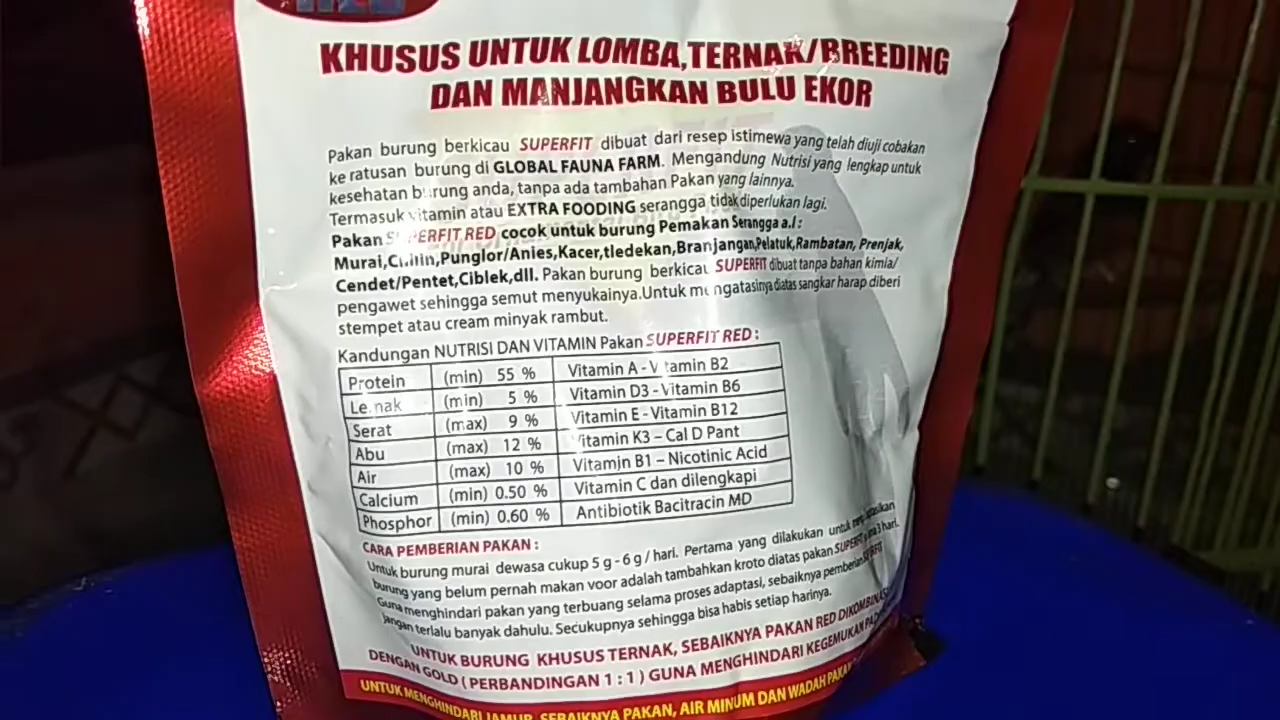 KHUSUS UNTUK LOMBA,TERNAK/BREEDING
DAN MANJANGKAN BULU EKOR
Pakan burung berkicau SUPERFIT dibuat dari resep istimewa yang telah diuji cobakan
ke ratusan burung di GLOBAL FAUNA FARM. Mengandung Nutrisi yang lengkap untuk
kesehatan burung anda, tanpa ada tambahan Pakan yang lainnya.
Termasuk vitamin atau EXTRA FOODING serangga tidak diperlukan lagi.
Pakan SUPERFIT RED cocok untuk burung Pemakan Serangga a.l :
Murai, Punglor/Anies,Kacer,tledekan,Branjangan,Pelatuk,Rambatan, Prenjak,
Cendet/Pentet,Ciblek,dll. Pakan burung berkicau SUPERFIT dibuat tanpa bahan kimia/
pengawet sehingga semut menyukainya.Untuk mengatasinya diatas sangkar harap diberi
stempet atau cream minyak rambut.
Kandungan NUTRISI DAN VITAMIN Pakan SUPERFIT RED :
Protein (min) 55 % Vitamin A - Vitamin B2
Lemak (min) 5 % Vitamin D3 - Vitamin B6
Serat (max) 9 % Vitamin E - Vitamin B12
Abu (max) 12 % Vitamin K3 – Cal D Pant
Air (max) 10 % Vitamin B1 – Nicotinic Acid
Calcium (min) 0.50 % Vitamin C dan dilengkapi
Phosphor (min) 0.60 % Antibiotik Bacitracin MD
CARA PEMBERIAN PAKAN :
Untuk burung murai dewasa cukup 5 g - 6 g / hari. Pertama yang dilakukan untuk
burung yang belum pernah makan voor adalah tambahkan kroto diatas pakan SUPERFIT 3 hari.
Guna menghindari pakan yang terbuang selama proses adaptasi, sebaiknya pemberian
jangan terlalu banyak dahulu. Secukupnya sehingga bisa habis setiap harinya.
UNTUK BURUNG KHUSUS TERNAK, SEBAIKNYA PAKAN RED
DENGAN GOLD ( PERBANDINGAN 1 : 1 ) GUNA MENGHINDARI KEGEMUKAN
UNTUK MENGHINDARI JAMUR, SEBAIKNYA PAKAN, AIR MINUM DAN WADAH